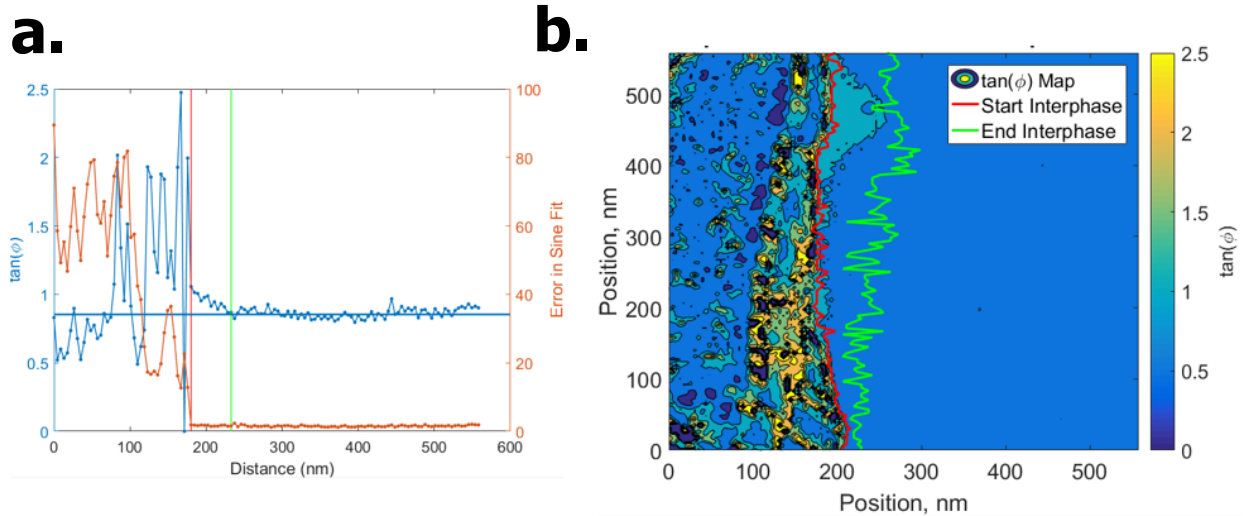 a.
2.5
2
1.5
1
0.5
0
tan(ϕ)
100
80
60
40
20
0
Error in Sine Fit
0 100 200 300 400 500 600
Distance (nm)
b.
500
400
300
200
100
0
Position, nm
tan(ϕ) Map
Start Interphase
End Interphase
0 100 200 300 400 500
Position, nm
2.5
2
1.5
1
0.5
0
tan(ϕ)